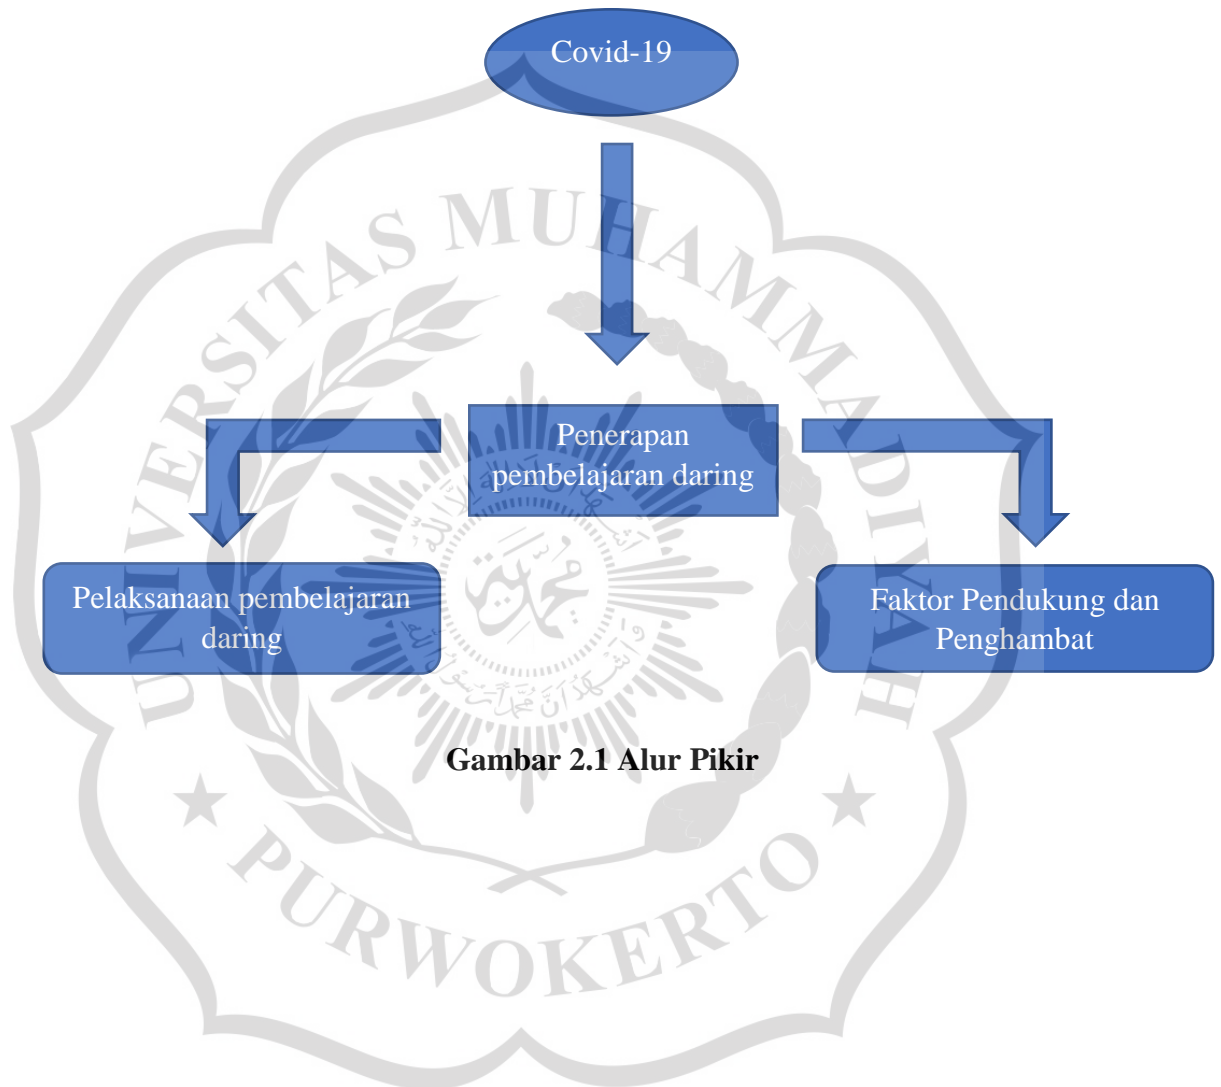 Covid-19
UNIVERSITAS MUHAMMADIYAH
Penerapan
pembelajaran daring
Pelaksanaan pembelajaran
daring
Faktor Pendukung dan
Penghambat
محمد
Gambar 2.1 Alur Pikir
PURWOKERTO